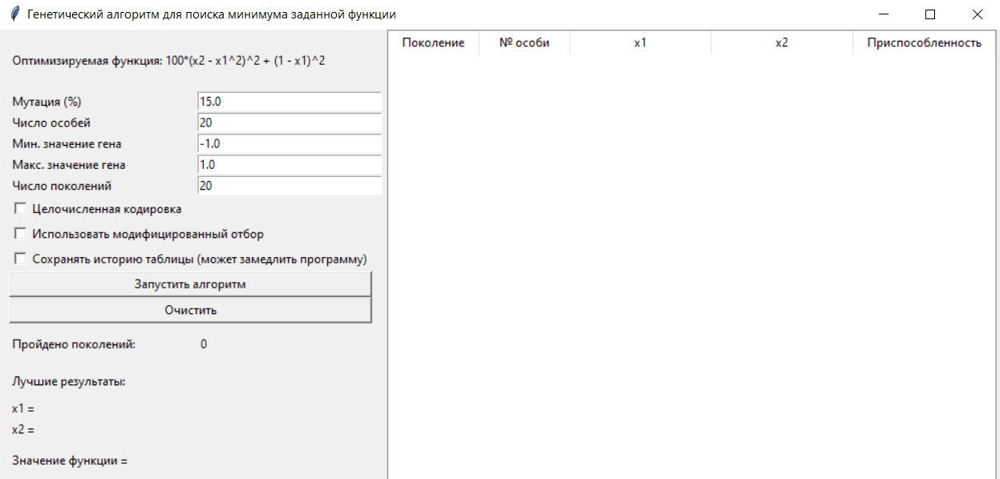 Генетический алгоритм для поиска минимума заданной функции
Оптимизируемая функция: 100*(x2 - x1^2)^2 + (1 - x1)^2
Мутация (%) 15.0
Число особей 20
Мин. значение гена -1.0
Макс. значение гена 1.0
Число поколений 20
Целочисленная кодировка
Использовать модифицированный отбор
Сохранять историю таблицы (может замедлить программу)
Запустить алгоритм
Очистить
Пройдено поколений: 0
Лучшие результаты:
x1 =
x2 =
Значение функции =
Поколение № особи x1 x2 Приспособленность